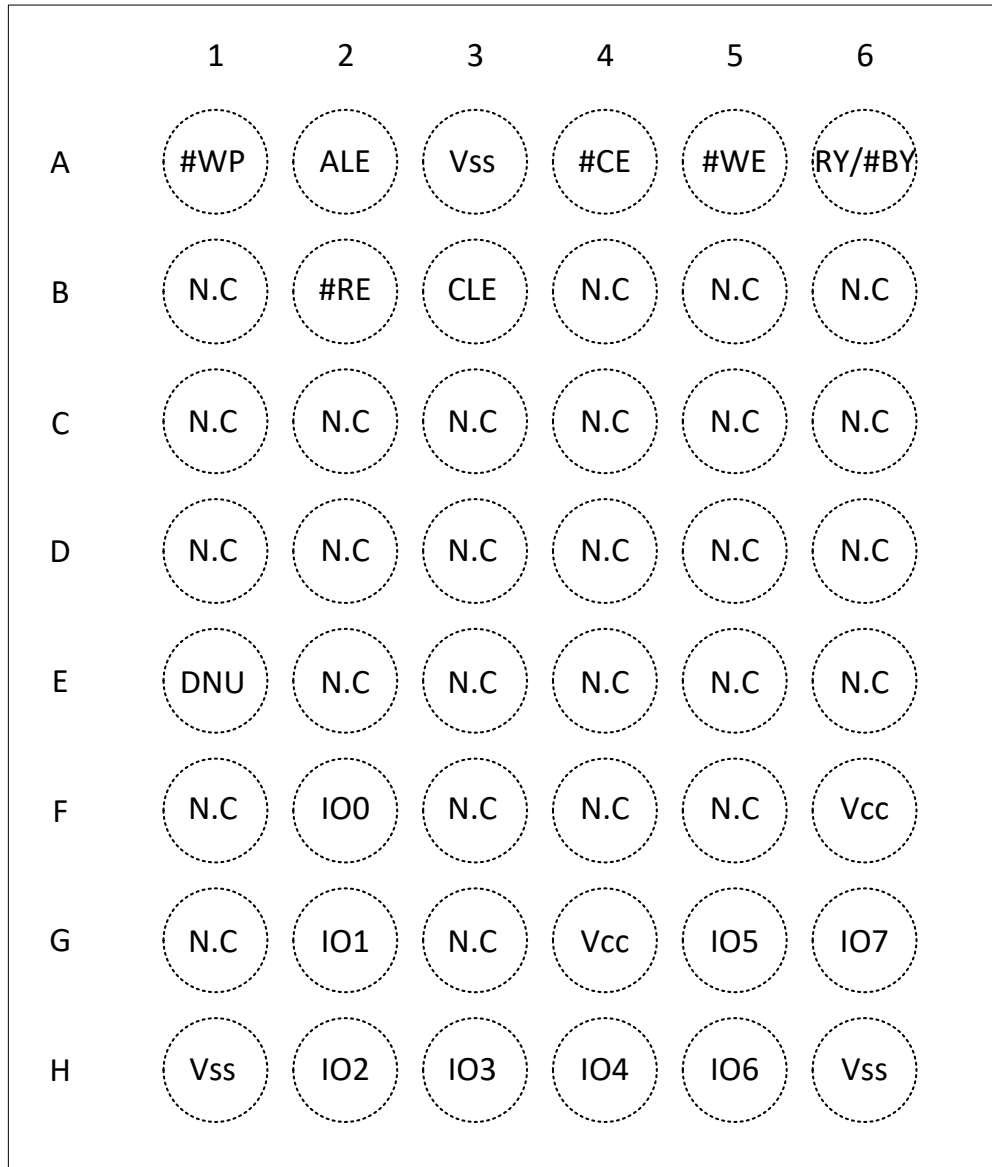 1 2 3 4 5 6
A #WP ALE Vss #CE #WE RY/#BY
B N.C #RE CLE N.C N.C N.C
C N.C N.C N.C N.C N.C N.C
D N.C N.C N.C N.C N.C N.C
E DNU N.C N.C N.C N.C N.C
F N.C IO0 N.C N.C N.C Vcc
G N.C IO1 N.C Vcc IO5 IO7
H Vss IO2 IO3 IO4 IO6 Vss